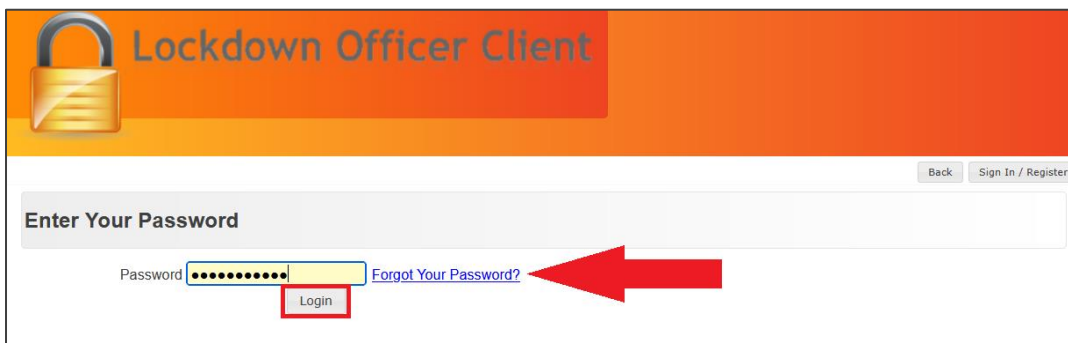 Lockdown Officer Client
Back Sign In / Register
Enter Your Password
Password ●●●●●●●●●●● Forgot Your Password?
Login